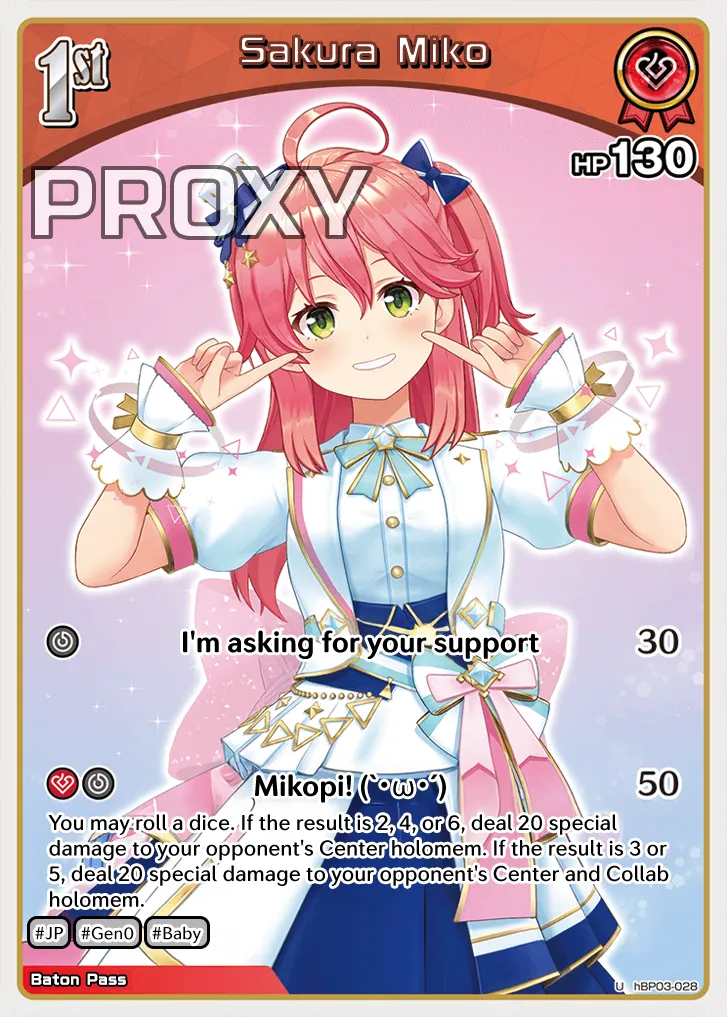 1st
Sakura Miko
HP130
PROXY
I'm asking for your support 30
Mikopi! (`･ω･´) 50
You may roll a dice. If the result is 2, 4, or 6, deal 20 special
damage to your opponent's Center holomem. If the result is 3 or
5, deal 20 special damage to your opponent's Center and Collab
holomem.
#JP #Gen0 #Baby
Baton Pass
U hBP03-028